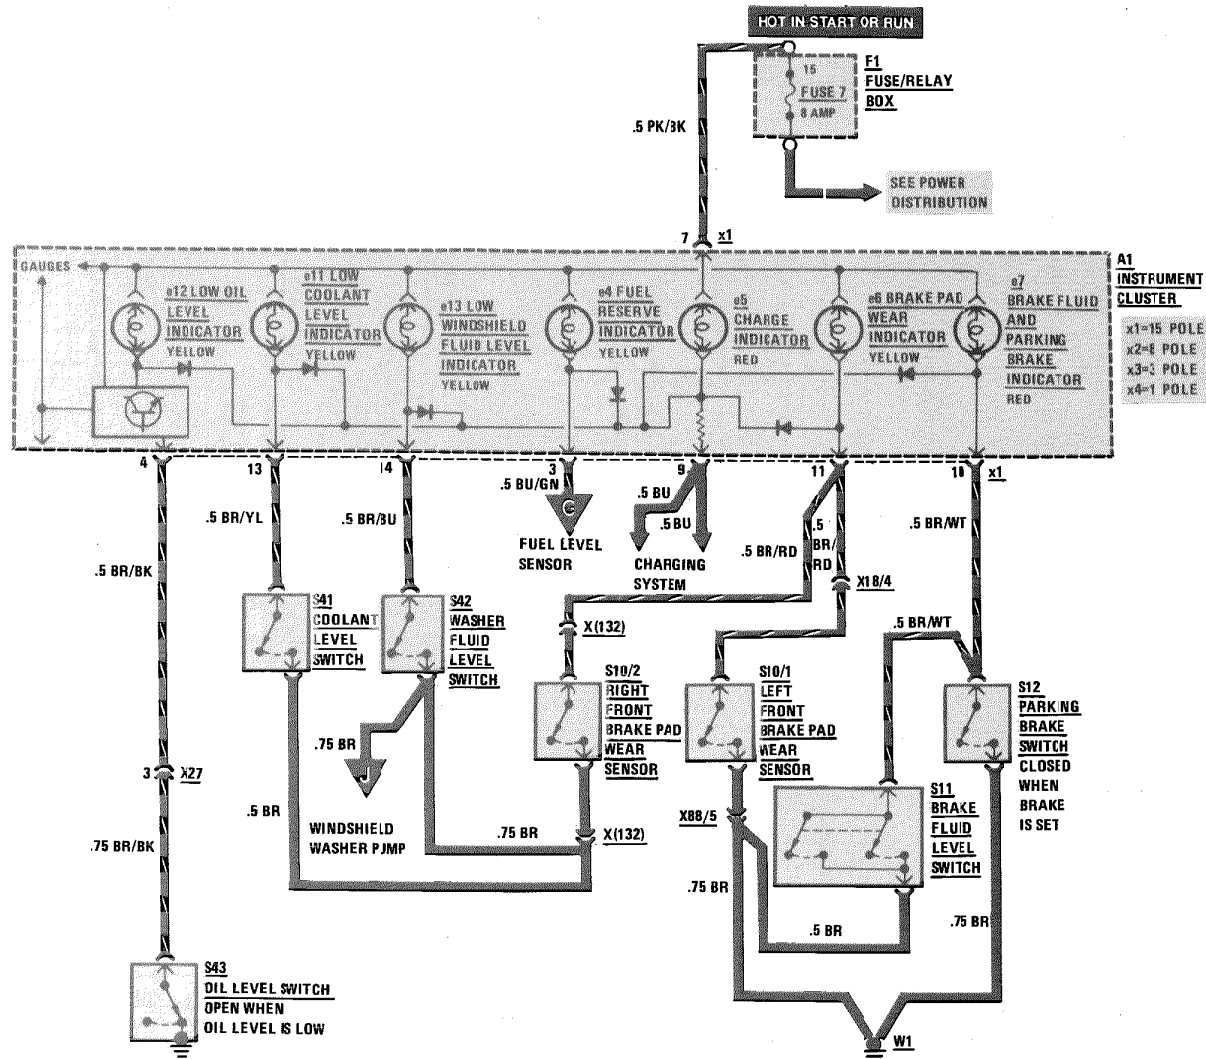 HOT IN START OR RUN
15
FUSE 7
8 AMP
F1
FUSE/RELAY
BOX
.5 PK/BK
SEE POWER
DISTRIBUTION
7 x1
GAUGES
e12 LOW OIL
LEVEL
INDICATOR
YELLOW
e11 LOW
COOLANT
LEVEL
INDICATOR
YELLOW
e13 LOW
WINDSHIELD
FLUID LEVEL
INDICATOR
YELLOW
e4 FUEL
RESERVE
INDICATOR
YELLOW
e5
CHARGE
INDICATOR
RED
e6 BRAKE PAD
WEAR
INDICATOR
YELLOW
e7
BRAKE FLUID
AND
PARKING
BRAKE
INDICATOR
RED
A1
INSTRUMENT
CLUSTER
x1=15 POLE
x2=8 POLE
x3=3 POLE
x4=1 POLE
4
13
14
3
9
11
10 x1
.5 BR/BK
.5 BR/YL
.5 BR/BU
.5 BU/GN
C
FUEL LEVEL
SENSOR
.5 BU
.5 BU
CHARGING
SYSTEM
.5 BR/RD
.5
BR/
RD
.5 BR/WT
X18/4
X(132)
.5 BR/WT
S41
COOLANT
LEVEL
SWITCH
S42
WASHER
FLUID
LEVEL
SWITCH
S10/2
RIGHT
FRONT
BRAKE PAD
WEAR
SENSOR
S10/1
LEFT
FRONT
BRAKE PAD
WEAR
SENSOR
S12
PARKING
BRAKE
SWITCH
CLOSED
WHEN
BRAKE
IS SET
.75 BR
J
WINDSHIELD
WASHER PUMP
3 X27
.5 BR
.75 BR
X(132)
X88/5
S11
BRAKE
FLUID
LEVEL
SWITCH
.75 BR/BK
.75 BR
.5 BR
.75 BR
S43
OIL LEVEL SWITCH
OPEN WHEN
OIL LEVEL IS LOW
W1